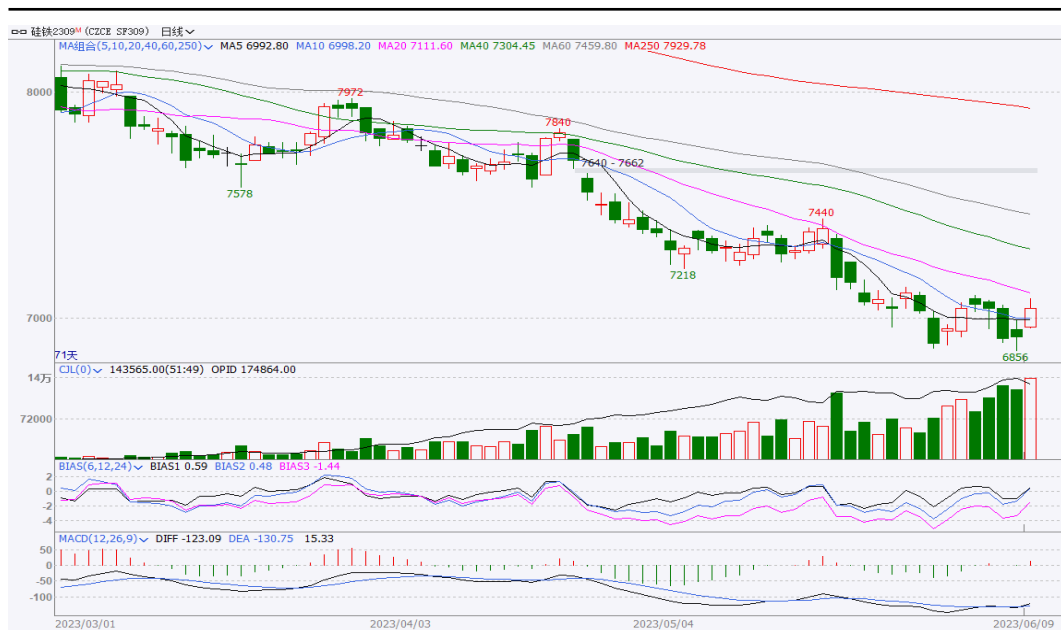 硅铁2309M (CZCE SF309) 日线
MA组合(5,10,20,40,60,250) MA5 6992.80 MA10 6998.20 MA20 7111.60 MA40 7304.45 MA60 7459.80 MA250 7929.78
8000
7972
7840
7640 - 7662
7578
7440
7218
7000
6856
71天
CJL(0) 143565.00(51:49) OPID 174864.00
14万
72000
BIAS(6,12,24) BIAS1 0.59 BIAS2 0.48 BIAS3 -1.44
2
0
-2
-4
MACD(12,26,9) DIFF -123.09 DEA -130.75 15.33
50
0
-50
-100
2023/03/01 2023/04/03 2023/05/04 2023/06/09